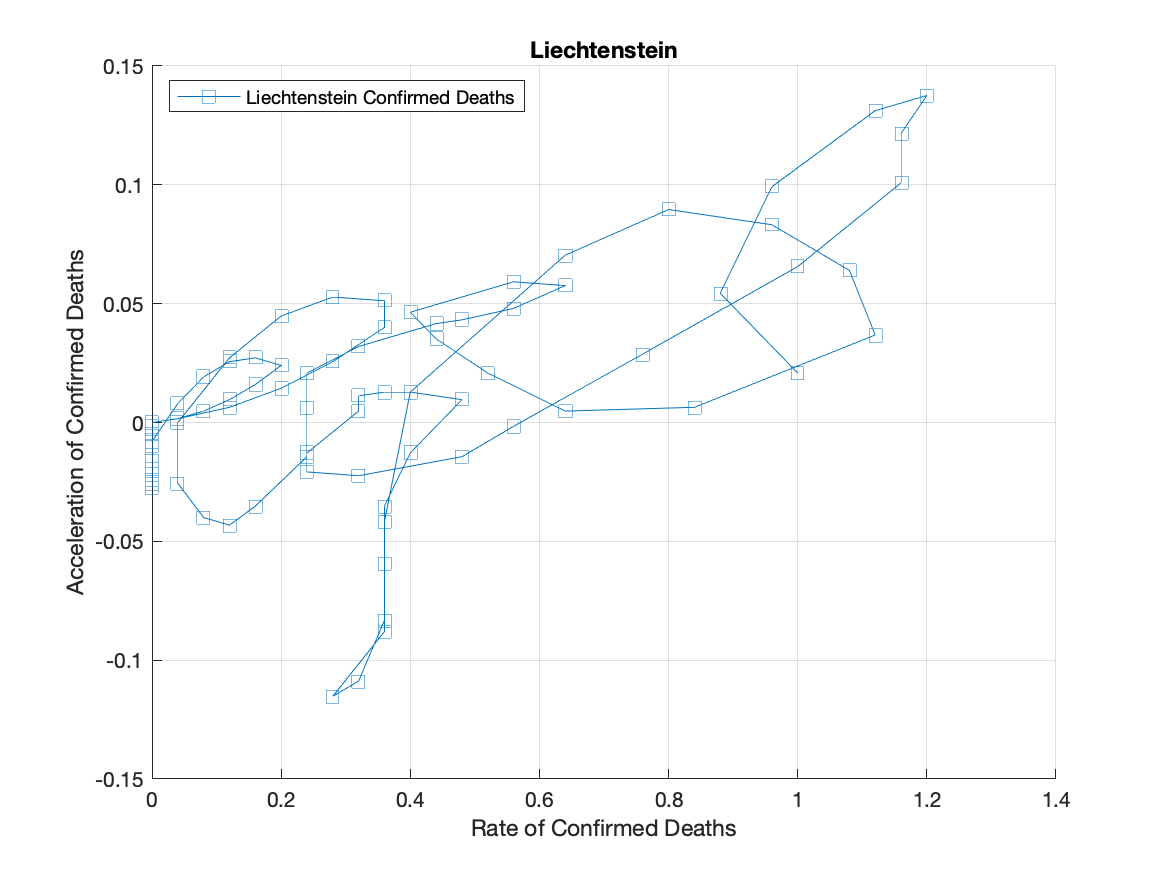 Liechtenstein
Liechtenstein Confirmed Deaths
0.15
0.1
0.05
0
-0.05
-0.1
-0.15
Acceleration of Confirmed Deaths
0 0.2 0.4 0.6 0.8 1 1.2 1.4
Rate of Confirmed Deaths